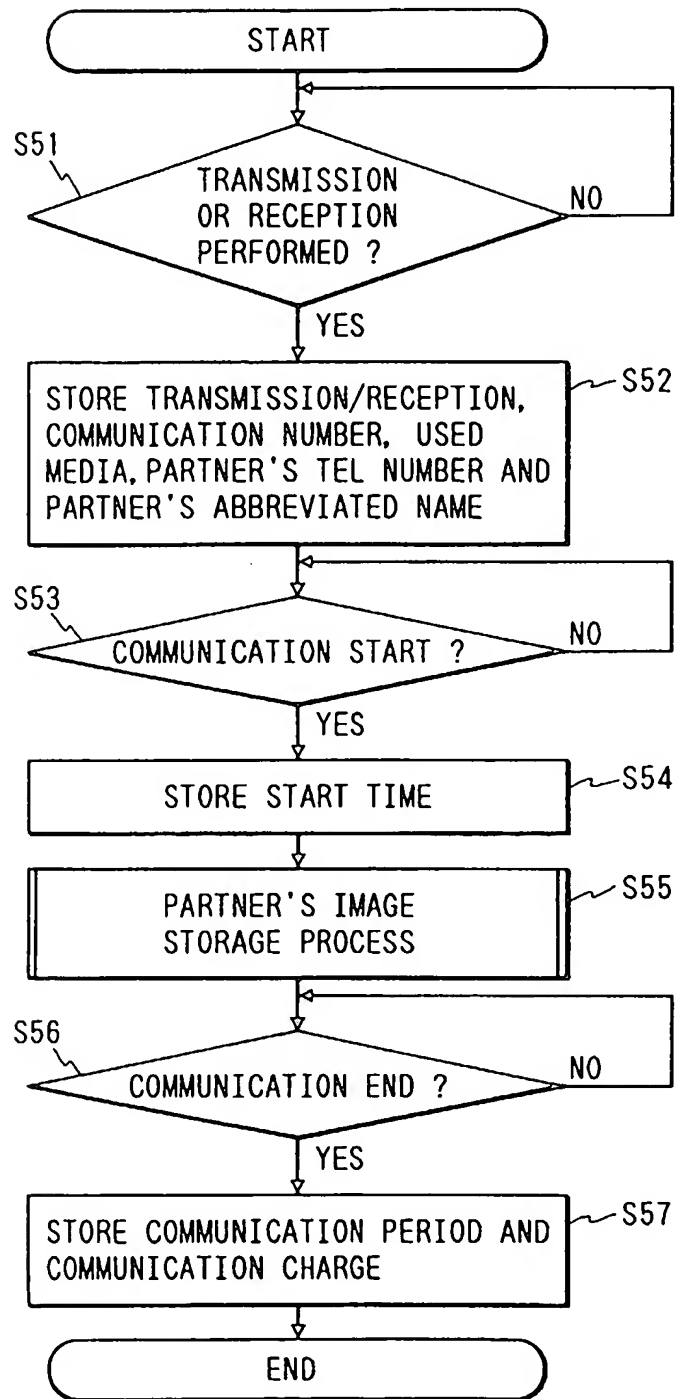 START
S51
TRANSMISSION
OR RECEPTION
PERFORMED ?
NO
YES
S52
STORE TRANSMISSION/RECEPTION,
COMMUNICATION NUMBER, USED
MEDIA, PARTNER'S TEL NUMBER AND
PARTNER'S ABBREVIATED NAME
S53
COMMUNICATION START ?
NO
YES
STORE START TIME
S54
PARTNER'S IMAGE
STORAGE PROCESS
S55
S56
COMMUNICATION END ?
NO
YES
STORE COMMUNICATION PERIOD AND
COMMUNICATION CHARGE
S57
END